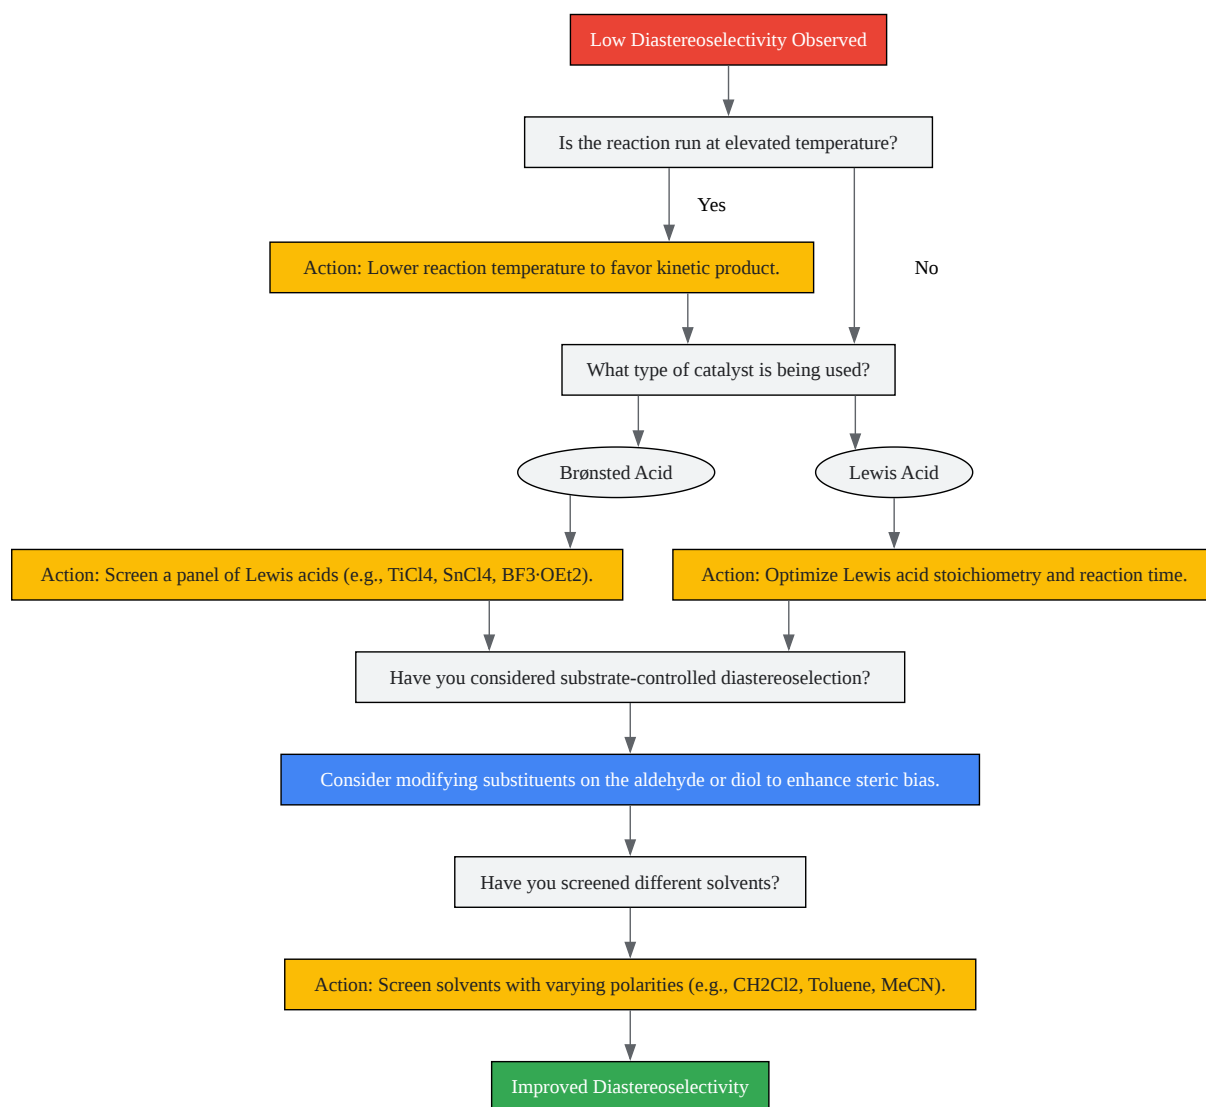 Low Diastereoselectivity Observed
Is the reaction run at elevated temperature?
Yes
Action: Lower reaction temperature to favor kinetic product.
No
What type of catalyst is being used?
Brønsted Acid
Lewis Acid
Action: Screen a panel of Lewis acids (e.g., TiCl4, SnCl4, BF3·OEt2).
Action: Optimize Lewis acid stoichiometry and reaction time.
Have you considered substrate-controlled diastereoselection?
Consider modifying substituents on the aldehyde or diol to enhance steric bias.
Have you screened different solvents?
Action: Screen solvents with varying polarities (e.g., CH2Cl2, Toluene, MeCN).
Improved Diastereoselectivity